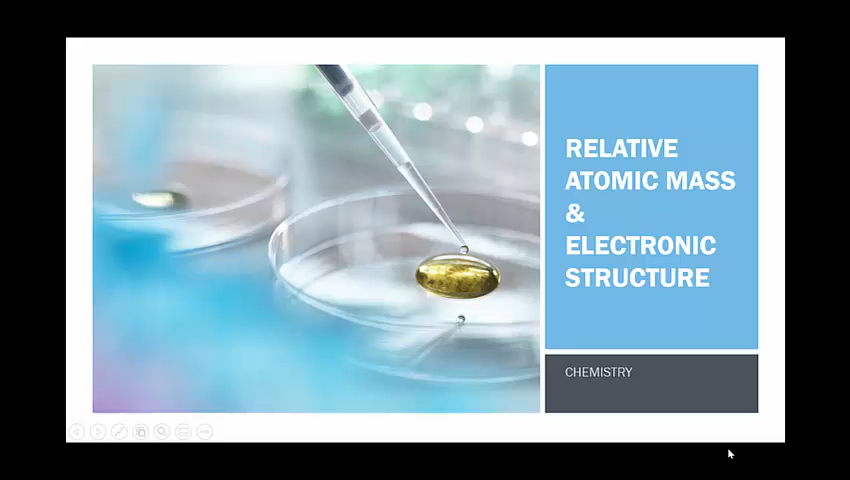 RELATIVE
ATOMIC MASS
&
ELECTRONIC
STRUCTURE
CHEMISTRY